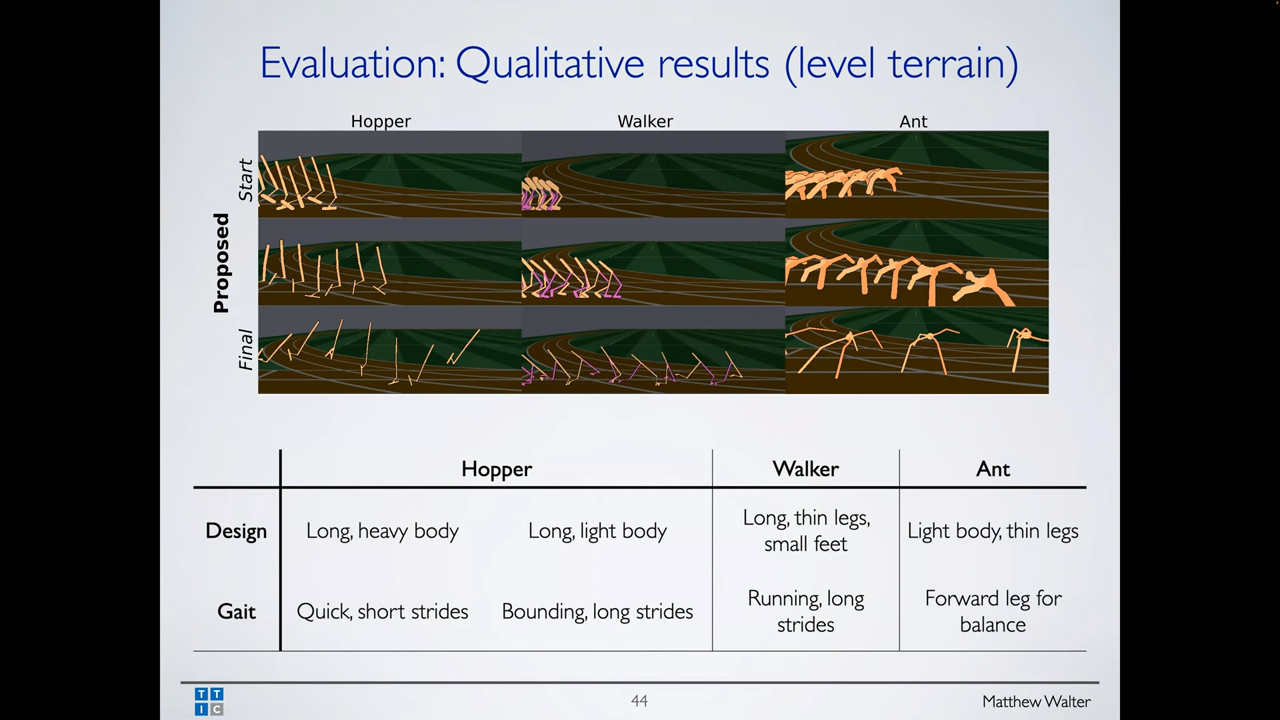 Evaluation: Qualitative results (level terrain)
Hopper Walker Ant
Proposed
Start
Final
Hopper Walker Ant
Design Long, heavy body Long, light body Long, thin legs, small feet Light body, thin legs
Gait Quick, short strides Bounding, long strides Running, long strides Forward leg for balance
T T I C
44
Matthew Walter